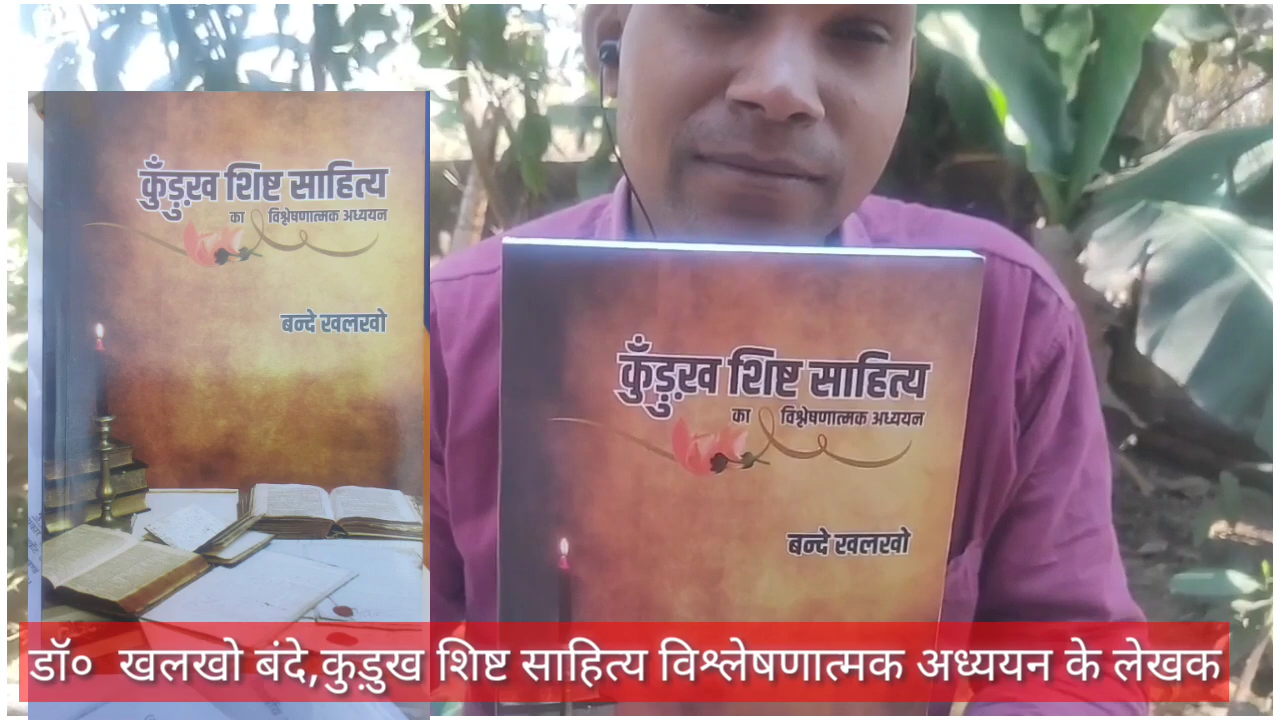 कुँड़ुख़ शिष्ट साहित्य
का विश्लेषणात्मक अध्ययन
बन्दे खलखो
कुँड़ुख़ शिष्ट साहित्य
का विश्लेषणात्मक अध्ययन
बन्दे खलखो
डॉ० खलखो बंदे,कुड़ुख शिष्ट साहित्य विश्लेषणात्मक अध्ययन के लेखक